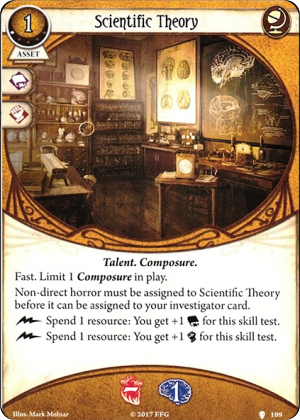 1
Scientific Theory
ASSET
Talent. Composure.
Fast. Limit 1 Composure in play.
Non-direct horror must be assigned to Scientific Theory
before it can be assigned to your investigator card.
Spend 1 resource: You get +1 for this skill test.
Spend 1 resource: You get +1 for this skill test.
1
Illus. Mark Molnar
© 2017 FFG
109